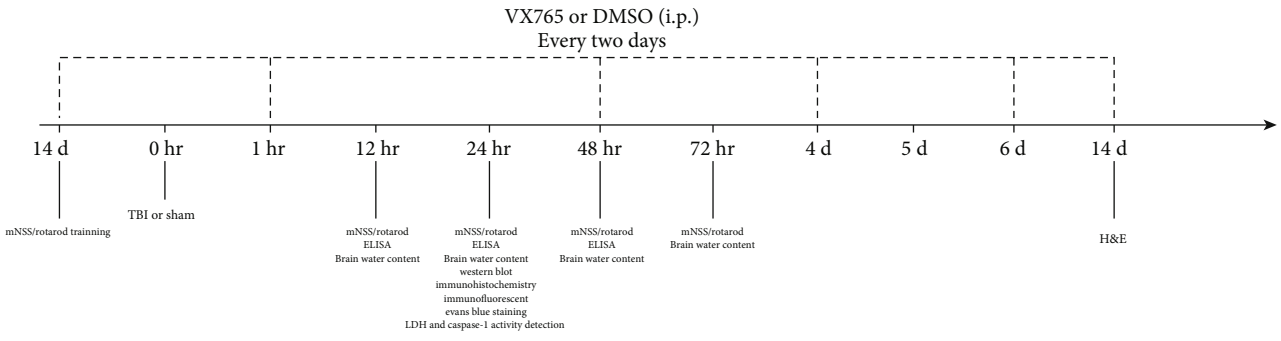 VX765 or DMSO (i.p.)
Every two days
14 d
0 hr
1 hr
12 hr
24 hr
48 hr
72 hr
4 d
5 d
6 d
14 d
mNSS/rotarod trainning
TBI or sham
mNSS/rotarod
ELISA
Brain water content
mNSS/rotarod
ELISA
Brain water content
western blot
immunohistochemistry
immunofluorescent
evans blue staining
LDH and caspase-1 activity detection
mNSS/rotarod
ELISA
Brain water content
mNSS/rotarod
Brain water content
H&E